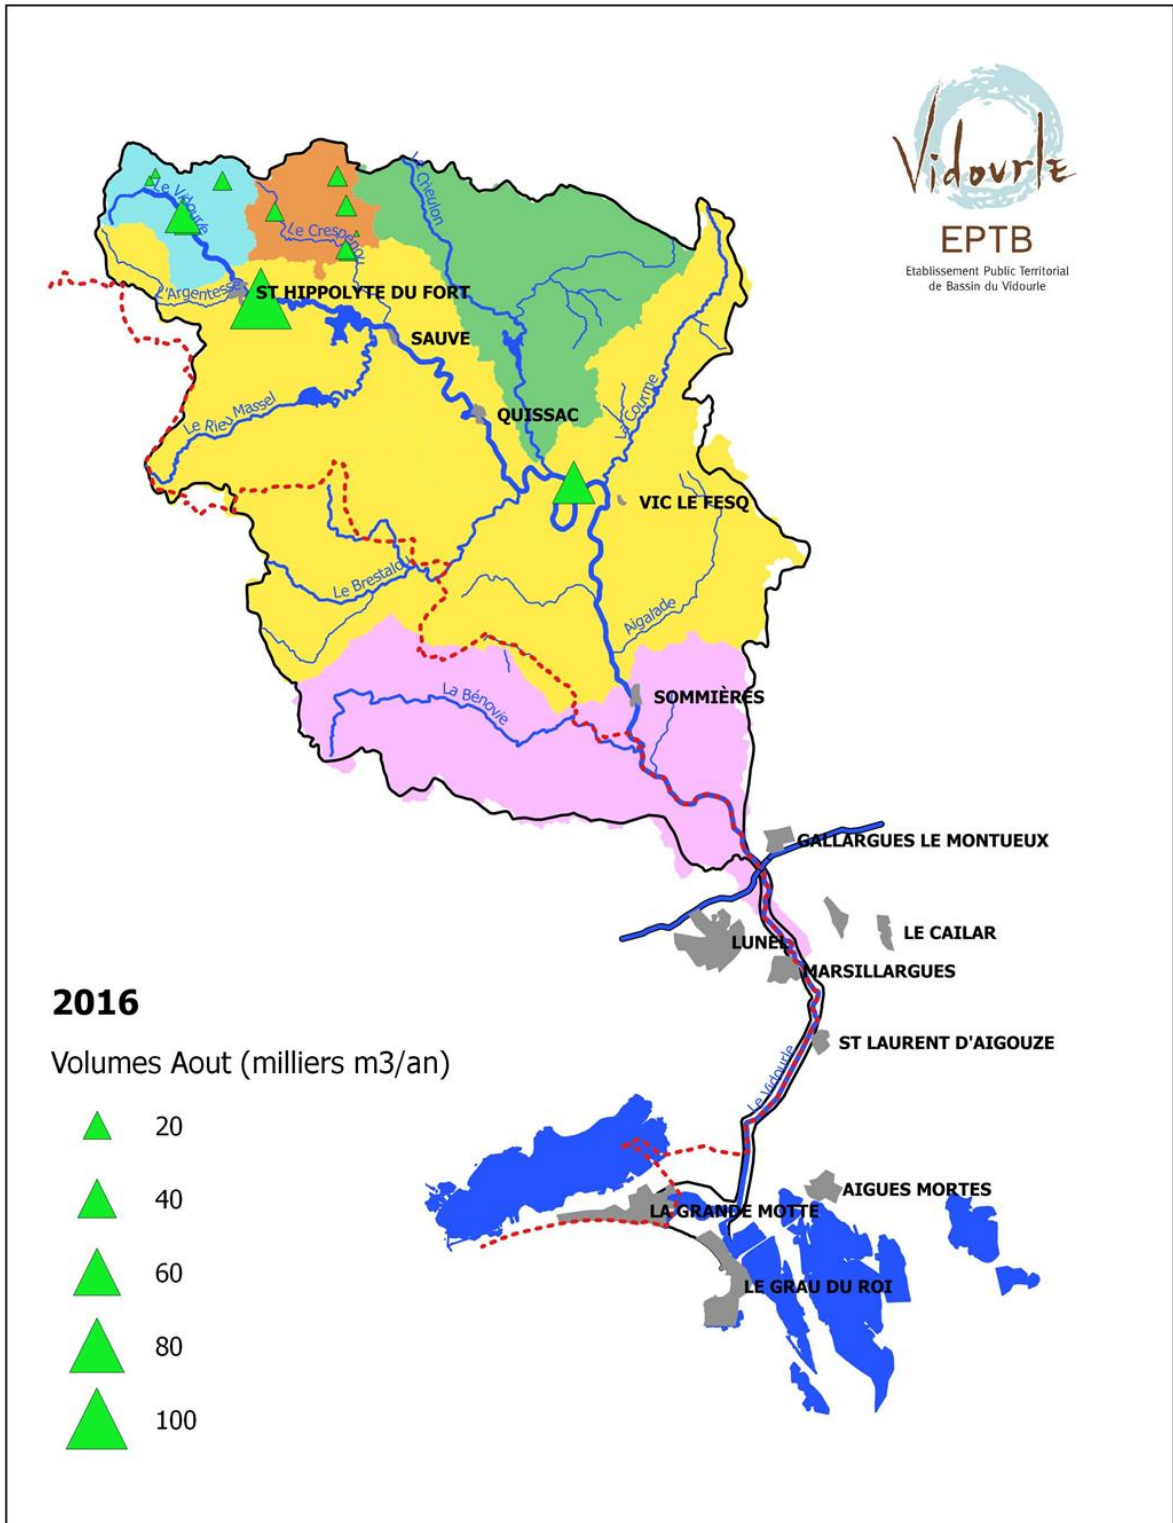 Vidourle
EPTB
Etablissement Public Territorial
de Bassin du Vidourle
Le Crieulon
Le Vidourle
Le Crespenou
L'Argentesse
ST HIPPOLYTE DU FORT
SAUVE
La Courme
Le Rieu Massel
QUISSAC
VIC LE FESQ
Le Brestalou
Aigalade
La Bénovie
SOMMIÈRES
GALLARGUES LE MONTUEUX
LE CAILAR
LUNEL
MARSILLARGUES
2016
ST LAURENT D'AIGOUZE
Volumes Aout (milliers m3/an)
Le Vidourle
20
AIGUES MORTES
40
LA GRANDE MOTTE
60
LE GRAU DU ROI
80
100